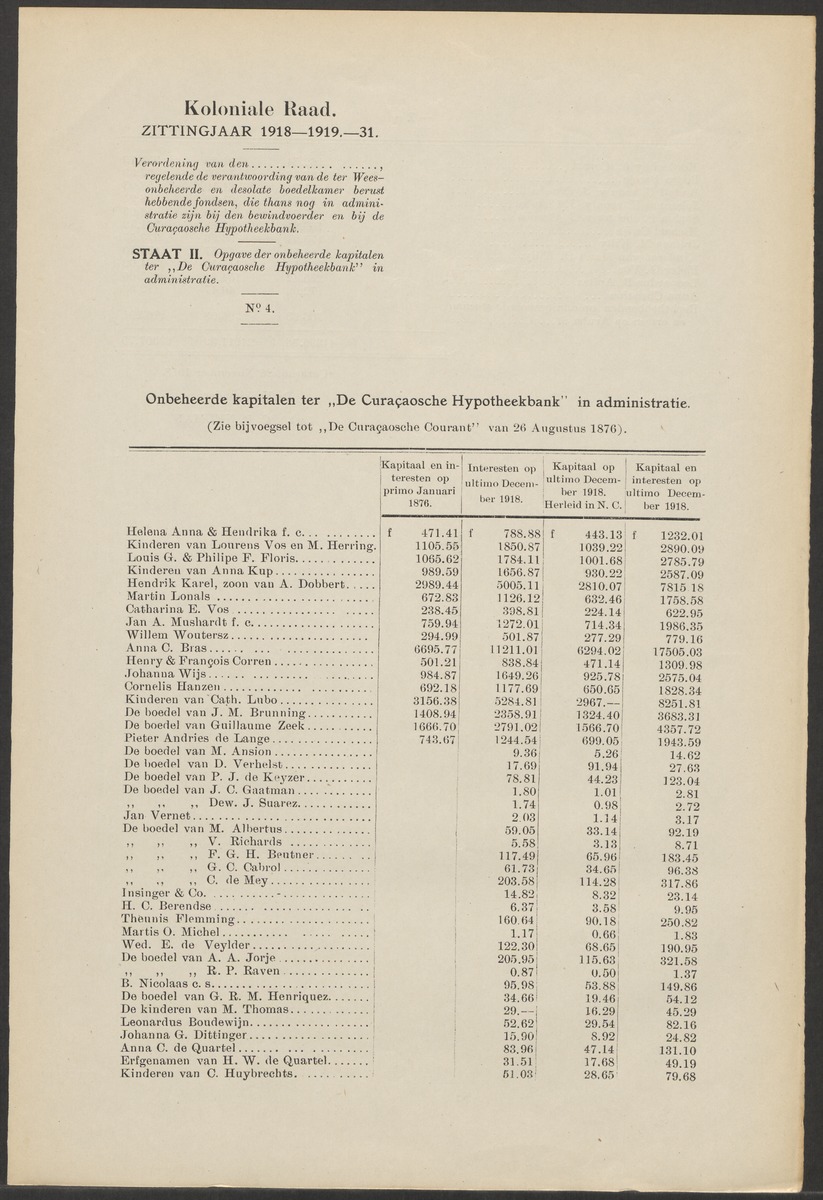 Koloniale Raad.
ZITTINGJAAR 1918—1919.—31.
Verordening van den . . . . . . . . . . . . . . . . . . . ,
regelende de verantwoording van de ter Wees-
onbeheerde en desolate boedelkamer berust
hebbende fondsen, die thans nog in admini-
stratie zijn bij den bewindvoerder en bij de
Curaçaosche Hypotheekbank.
STAAT II. Opgave der onbeheerde kapitalen
ter ,,De Curaçaosche Hypotheekbank" in
administratie.
Nº 4.
Onbeheerde kapitalen ter ,,De Curaçaosche Hypotheekbank" in administratie.
(Zie bijvoegsel tot ,,De Curaçaosche Courant" van 26 Augustus 1876).
Kapitaal en in-
teresten op
primo Januari
1876.
Interesten op
ultimo Decem-
ber 1918.
Kapitaal op
ultimo Decem-
ber 1918.
Herleid in N. C.
Kapitaal en
interesten op
ultimo Decem-
ber 1918.
Helena Anna & Hendrika f. c. . . . . . . . . . . f 471.41 f 788.88 f 443.13 f 1232.01
Kinderen van Lourens Vos en M. Herring. 1105.55 1850.87 1039.22 2890.09
Louis G. & Philipe F. Floris. . . . . . . . . . . . 1065.62 1784.11 1001.68 2785.79
Kinderen van Anna Kup . . . . . . . . . . . . . . . 989.59 1656.87 930.22 2587.09
Hendrik Karel, zoon van A. Dobbert. . . . . 2989.44 5005.11 2810.07 7815 18
Martin Lonals . . . . . . . . . . . . . . . . . . . . . . . 672.83 1126.12 632.46 1758.58
Catharina E. Vos . . . . . . . . . . . . . . . . . . . . 238.45 398.81 224.14 622.95
Jan A. Mushardt f. c. . . . . . . . . . . . . . . . . . 759.94 1272.01 714.34 1986.35
Willem Woutersz . . . . . . . . . . . . . . . . . . . . 294.99 501.87 277.29 779.16
Anna C. Bras . . . . . . . . . . . . . . . . . . . . . . . 6695.77 11211.01 6294.02 17505.03
Henry & François Corren . . . . . . . . . . . . . . . 501.21 838.84 471.14 1309.98
Johanna Wijs . . . . . . . . . . . . . . . . . . . . . . . 984.87 1649.26 925.78 2575.04
Cornelis Hanzen . . . . . . . . . . . . . . . . . . . . . 692.18 1177.69 650.65 1828.34
Kinderen van Cath. Lubo . . . . . . . . . . . . . . 3156.38 5284.81 2967.— 8251.81
De boedel van J. M. Brunning . . . . . . . . . . . 1408.94 2358.91 1324.40 3683.31
De boedel van Guillaume Zeek . . . . . . . . . . . 1666.70 2791.02 1566.70 4357.72
Pieter Andries de Lange . . . . . . . . . . . . . . . . 743.67 1244.54 699.05 1943.59
De boedel van M. Ansion . . . . . . . . . . . . . . . 9.36 5.26 14.62
De boedel van D. Verhelst . . . . . . . . . . . . . . 17.69 91.94 27.63
De boedel van P. J. de Keyzer . . . . . . . . . . . 78.81 44.23 123.04
De boedel van J. C. Gaatman . . . . . . . . . . . . 1.80 1.01 2.81
,, ,, ,, Dew. J. Suarez. . . . . . . . . . . . 1.74 0.98 2.72
Jan Vernet . . . . . . . . . . . . . . . . . . . . . . . . . . 2.03 1.14 3.17
De boedel van M. Albertus . . . . . . . . . . . . . . 59.05 33.14 92.19
,, ,, ,, V. Richards . . . . . . . . . . . . . 5.58 3.13 8.71
,, ,, ,, F. G. H. Beutner . . . . . . . . . 117.49 65.96 183.45
,, ,, ,, G. C. Cabrol . . . . . . . . . . . . . 61.73 34.65 96.38
,, ,, ,, C. de Mey . . . . . . . . . . . . . . . . 203.58 114.28 317.86
Insinger & Co. . . . . . . . . . . . . . . . . . . . . . . . 14.82 8.32 23.14
H. C. Berendse . . . . . . . . . . . . . . . . . . . . . . 6.37 3.58 9.95
Theunis Flemming . . . . . . . . . . . . . . . . . . . . . 160.64 90.18 250.82
Martis O. Michel . . . . . . . . . . . . . . . . . . . . . 1.17 0.66 1.83
Wed. E. de Veylder . . . . . . . . . . . . . . . . . . . 122.30 68.65 190.95
De boedel van A. A. Jorje . . . . . . . . . . . . . . . 205.95 115.63 321.58
,, ,, ,, R. P. Raven . . . . . . . . . . . . . . 0.87 0.50 1.37
B. Nicolaas c. s. . . . . . . . . . . . . . . . . . . . . . . . 95.98 53.88 149.86
De boedel van G. R. M. Henriquez. . . . . . . 34.66 19.46 54.12
De kinderen van M. Thomas . . . . . . . . . . . . . 29.— 16.29 45.29
Leonardus Boudewijn . . . . . . . . . . . . . . . . . . 52.62 29.54 82.16
Johanna G. Dittinger . . . . . . . . . . . . . . . . . . . 15.90 8.92 24.82
Anna C. de Quartel . . . . . . . . . . . . . . . . . . . . 83.96 47.14 131.10
Erfgenamen van H. W. de Quartel. . . . . . . 31.51 17.68 49.19
Kinderen van C. Huybrechts. . . . . . . . . . . 51.03 28.65 79.68